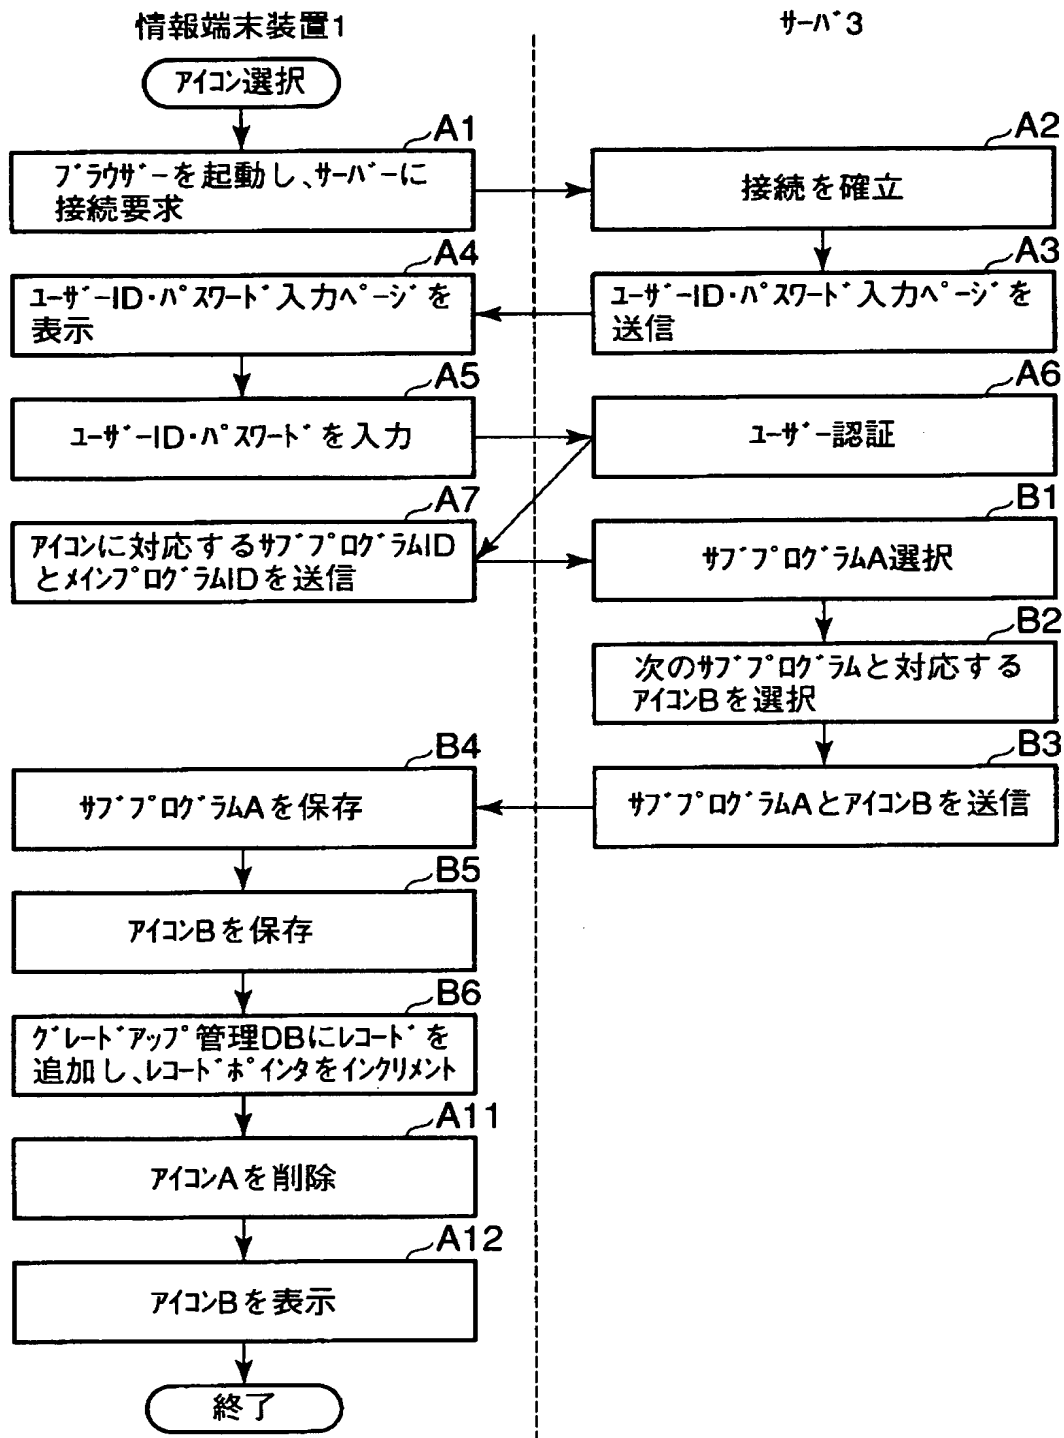 情報端末装置1
サーバ3
アイコン選択
A1
ブラウザーを起動し、サーバーに
接続要求
A2
接続を確立
A3
ユーザーID・パスワード入力ページを
送信
A4
ユーザーID・パスワード入力ページを
表示
A5
ユーザーID・パスワードを入力
A6
ユーザー認証
A7
アイコンに対応するサブプログラムID
とメインプログラムIDを送信
B1
サブプログラムA選択
B2
次のサブプログラムと対応する
アイコンBを選択
B3
サブプログラムAとアイコンBを送信
B4
サブプログラムAを保存
B5
アイコンBを保存
B6
グレードアップ管理DBにレコードを
追加し、レコードポインタをインクリメント
A11
アイコンAを削除
A12
アイコンBを表示
終了